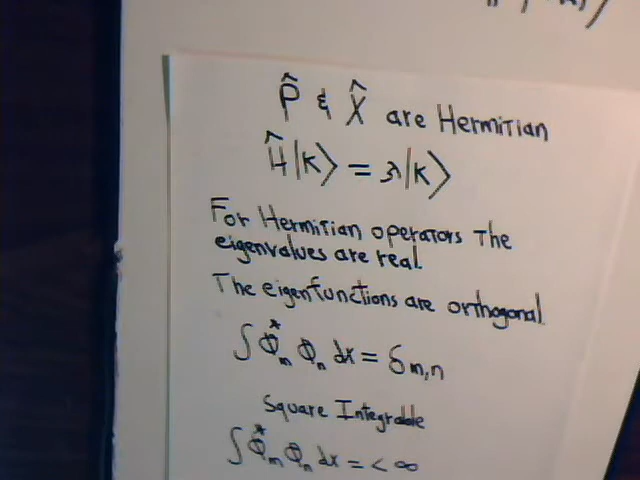 P̂ & X̂ are Hermitian
Ĥ|K⟩ = λ|K⟩
For Hermitian operators The
eigenvalues are real
The eigenfunctions are orthogonal
∫Φ*ₘ Φₙ dx = δm,n
Square Integrable
∫Φ*ₘ Φₙ dx = < ∞